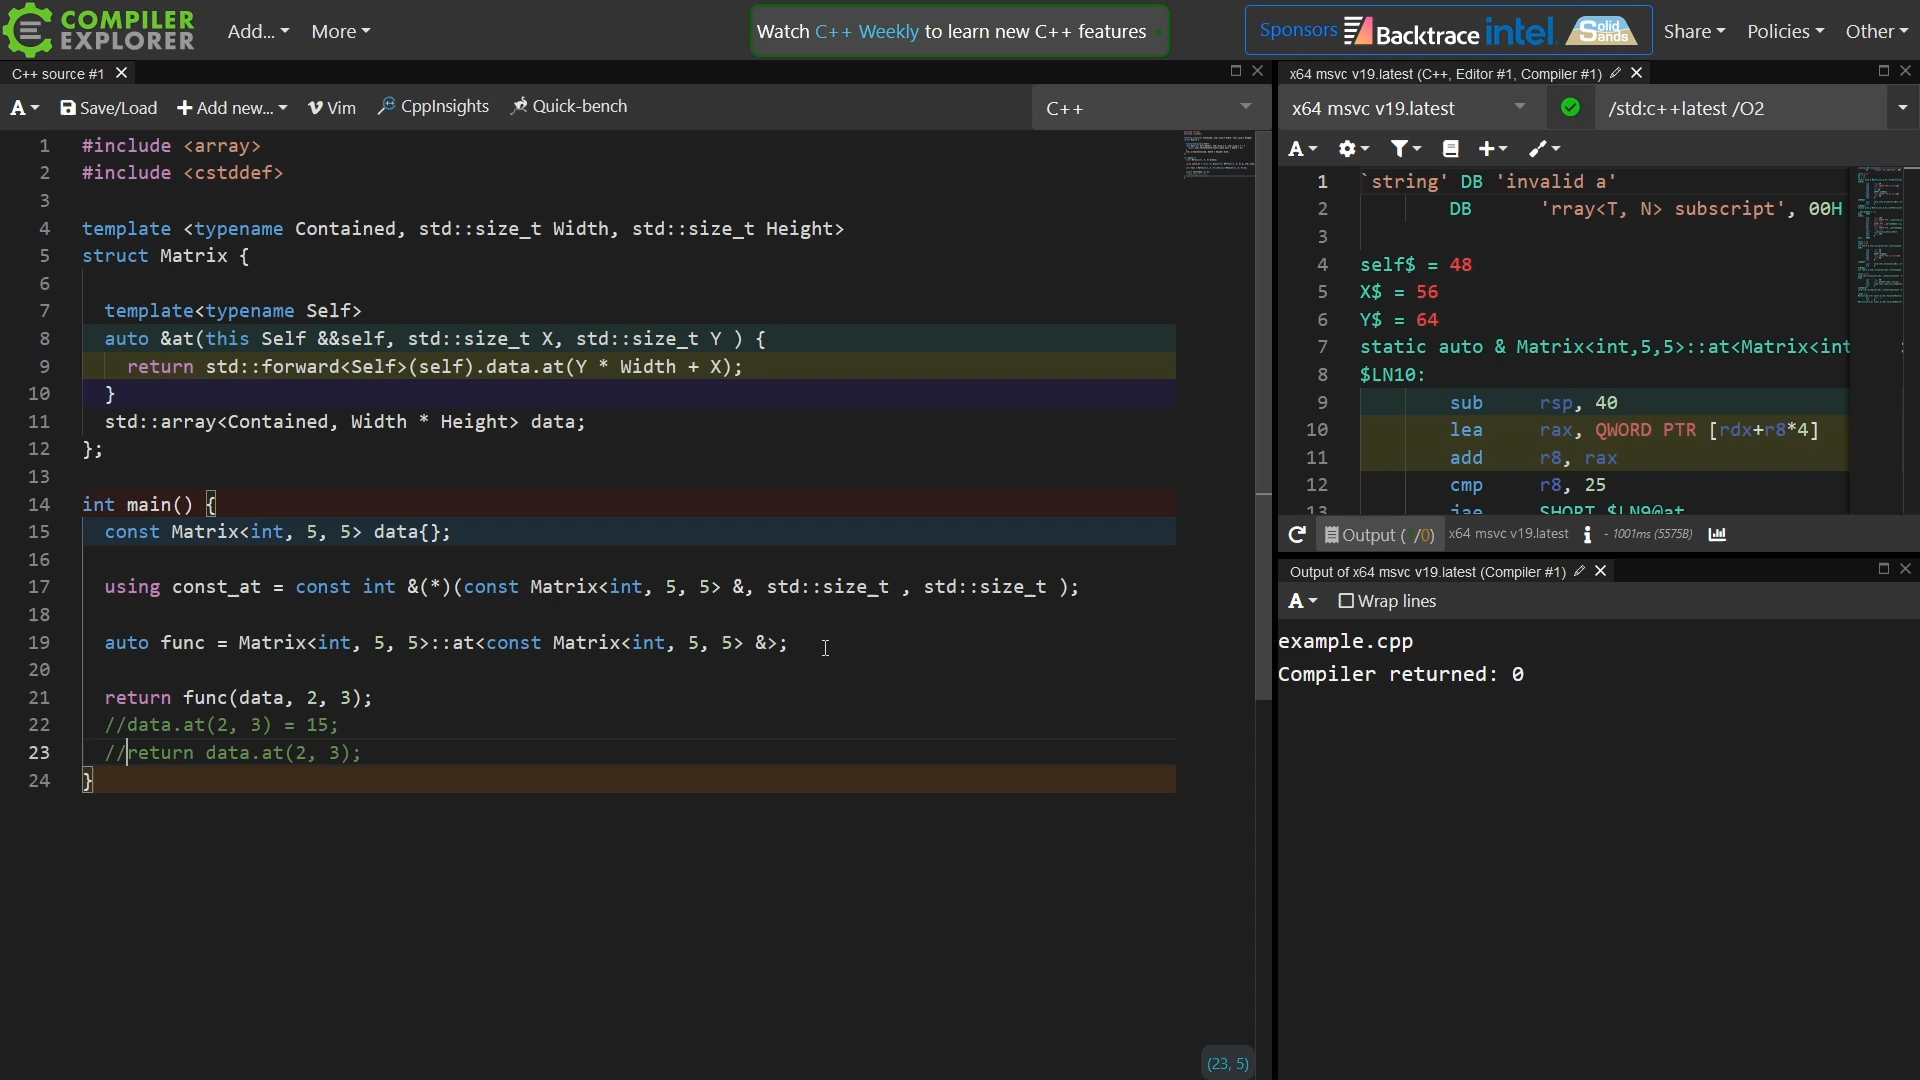 COMPILER
EXPLORER
Add... More
Watch C++ Weekly to learn new C++ features
Sponsors Backtrace intel. Solid Sands
Share Policies Other
C++ source #1
A Save/Load Add new... Vim CppInsights Quick-bench
C++
1 #include <array>
2 #include <cstddef>
3
4 template <typename Contained, std::size_t Width, std::size_t Height>
5 struct Matrix {
6
7 template<typename Self>
8 auto &at(this Self &&self, std::size_t X, std::size_t Y ) {
9 return std::forward<Self>(self).data.at(Y * Width + X);
10 }
11 std::array<Contained, Width * Height> data;
12 };
13
14 int main() {
15 const Matrix<int, 5, 5> data{};
16
17 using const_at = const int &(*)(const Matrix<int, 5, 5> &, std::size_t , std::size_t );
18
19 auto func = Matrix<int, 5, 5>::at<const Matrix<int, 5, 5> &>;
20
21 return func(data, 2, 3);
22 //data.at(2, 3) = 15;
23 //return data.at(2, 3);
24 }
(23, 5)
x64 msvc v19.latest (C++, Editor #1, Compiler #1)
x64 msvc v19.latest
/std:c++latest /O2
A
1 `string' DB 'invalid a'
2 DB 'rray<T, N> subscript', 00H
3
4 self$ = 48
5 X$ = 56
6 Y$ = 64
7 static auto & Matrix<int,5,5>::at<Matrix<int
8 $LN10:
9 sub rsp, 40
10 lea rax, QWORD PTR [rdx+r8*4]
11 add r8, rax
12 cmp r8, 25
13 jae SHORT $LN9@at
Output ( /0) x64 msvc v19.latest - 1001ms (5575B)
Output of x64 msvc v19.latest (Compiler #1)
A Wrap lines
example.cpp
Compiler returned: 0